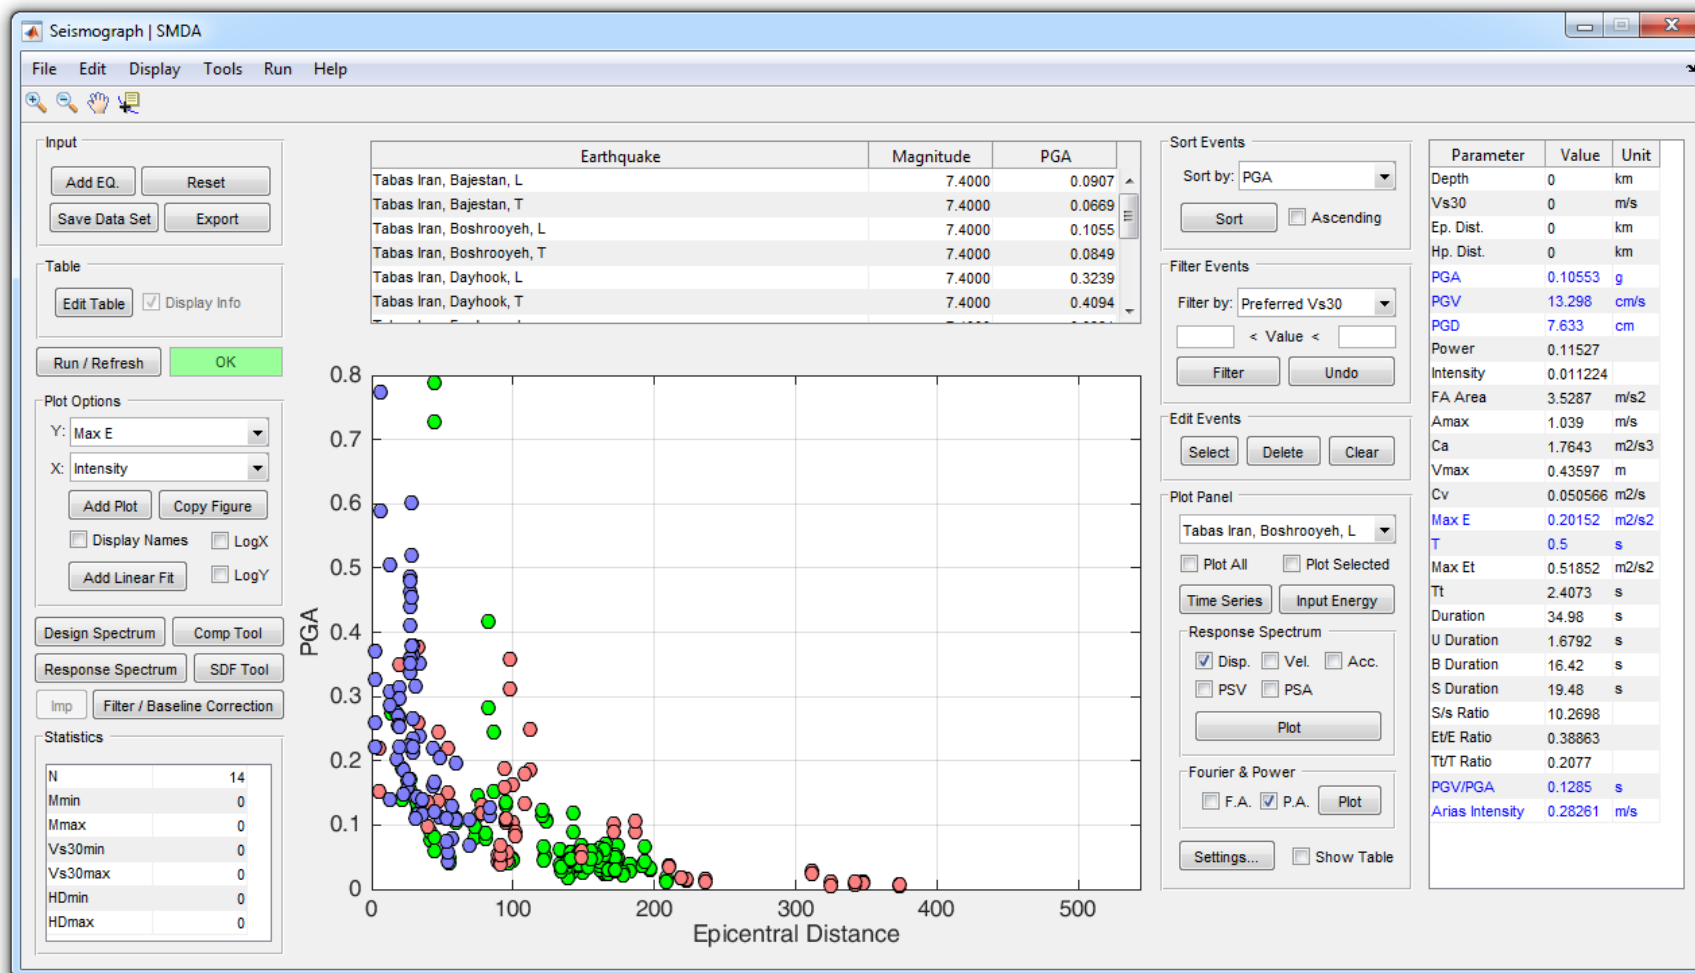 Seismograph | SMDA
File Edit Display Tools Run Help
Input
Add EQ. Reset
Save Data Set Export
Table
Edit Table Display Info
Run / Refresh OK
Plot Options
Y: Max E
X: Intensity
Add Plot Copy Figure
Display Names LogX
Add Linear Fit LogY
Design Spectrum Comp Tool
Response Spectrum SDF Tool
Imp Filter / Baseline Correction
Statistics
N 14
Mmin 0
Mmax 0
Vs30min 0
Vs30max 0
HDmin 0
HDmax 0
Earthquake Magnitude PGA
Tabas Iran, Bajestan, L 7.4000 0.0907
Tabas Iran, Bajestan, T 7.4000 0.0669
Tabas Iran, Boshrooyeh, L 7.4000 0.1055
Tabas Iran, Boshrooyeh, T 7.4000 0.0849
Tabas Iran, Dayhook, L 7.4000 0.3239
Tabas Iran, Dayhook, T 7.4000 0.4094
0.8
0.7
0.6
0.5
0.4
0.3
0.2
0.1
0
PGA
0 100 200 300 400 500
Epicentral Distance
Sort Events
Sort by: PGA
Sort Ascending
Filter Events
Filter by: Preferred Vs30
< Value <
Filter Undo
Edit Events
Select Delete Clear
Plot Panel
Tabas Iran, Boshrooyeh, L
Plot All Plot Selected
Time Series Input Energy
Response Spectrum
Disp. Vel. Acc.
PSV PSA
Plot
Fourier & Power
F.A. P.A. Plot
Settings... Show Table
Parameter Value Unit
Depth 0 km
Vs30 0 m/s
Ep. Dist. 0 km
Hp. Dist. 0 km
PGA 0.10553 g
PGV 13.298 cm/s
PGD 7.633 cm
Power 0.11527
Intensity 0.011224
FA Area 3.5287 m/s2
Amax 1.039 m/s
Ca 1.7643 m2/s3
Vmax 0.43597 m
Cv 0.050566 m2/s
Max E 0.20152 m2/s2
T 0.5 s
Max Et 0.51852 m2/s2
Tt 2.4073 s
Duration 34.98 s
U Duration 1.6792 s
B Duration 16.42 s
S Duration 19.48 s
S/s Ratio 10.2698
Et/E Ratio 0.38863
Tt/T Ratio 0.2077
PGV/PGA 0.1285 s
Arias Intensity 0.28261 m/s